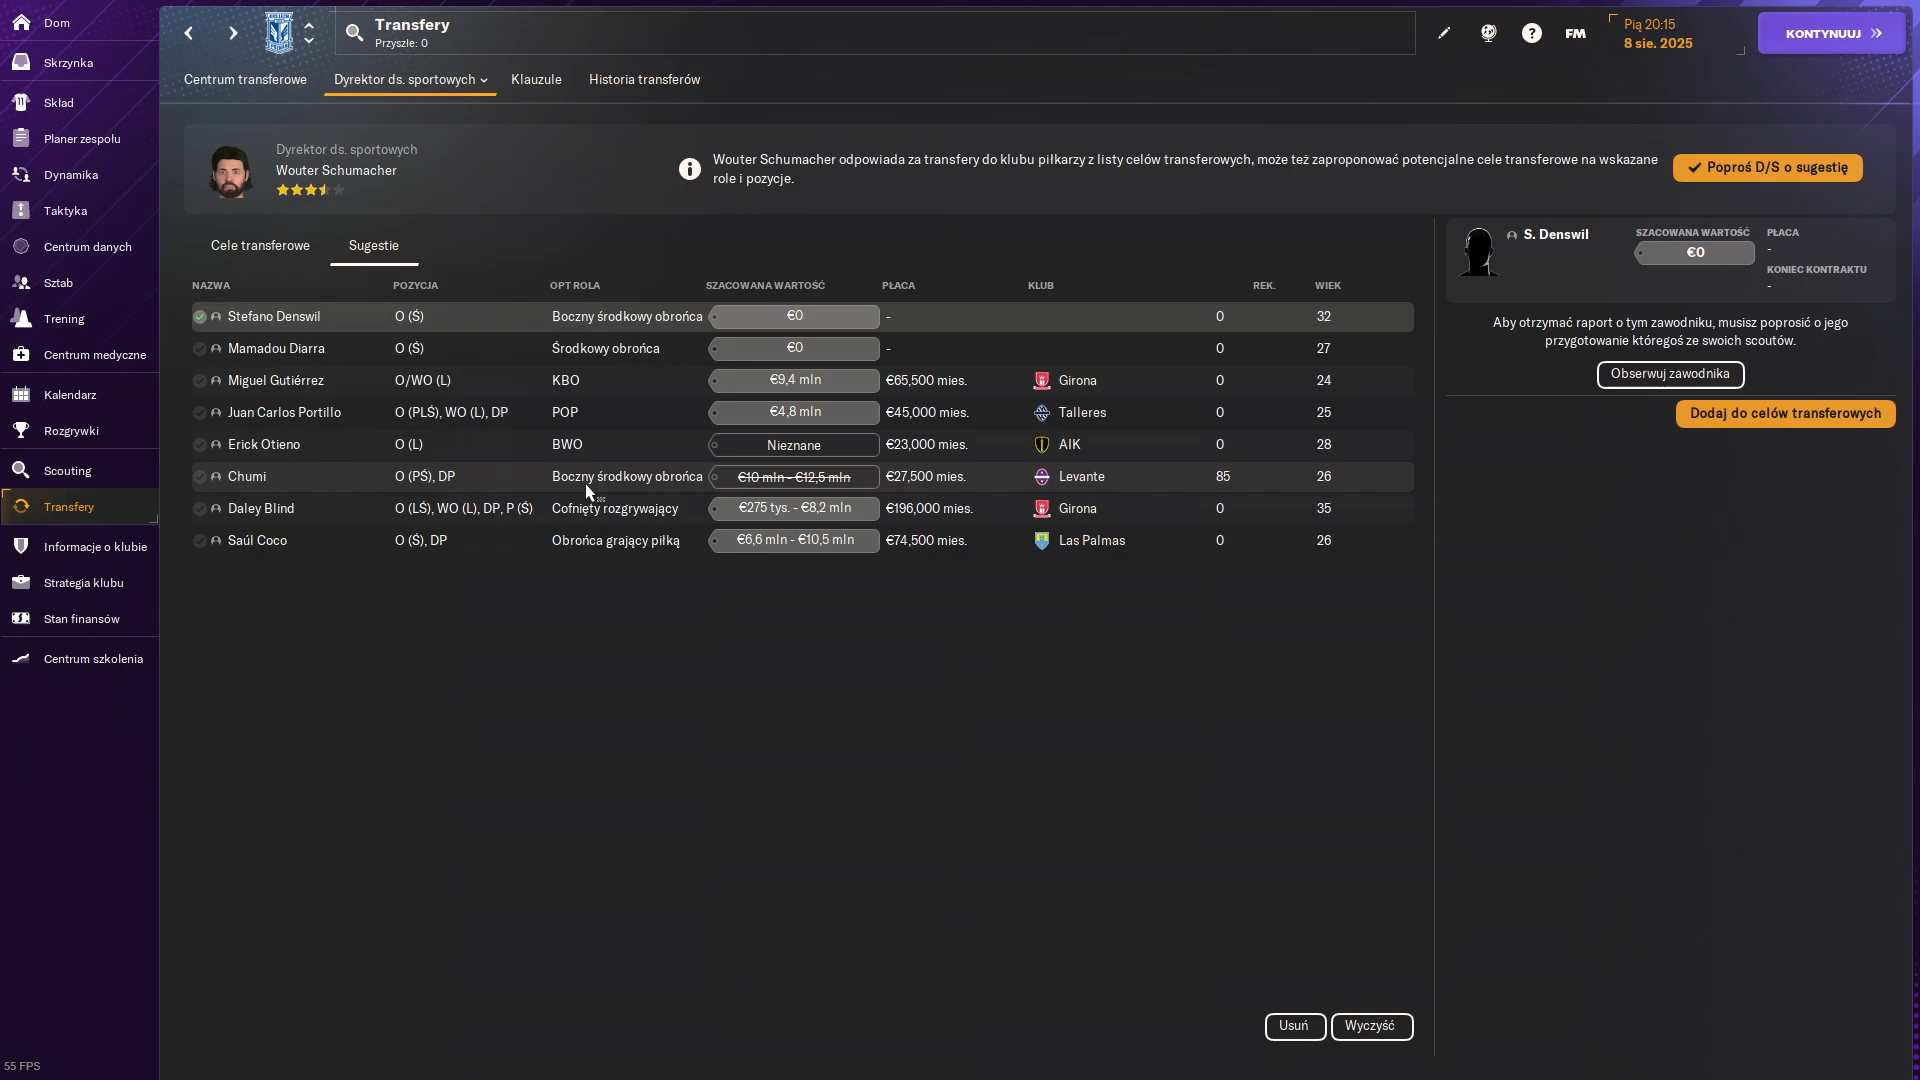 Dom
Skrzynka
Skład
Planer zespołu
Dynamika
Taktyka
Centrum danych
Sztab
Trening
Centrum medyczne
Kalendarz
Rozgrywki
Scouting
Transfery
Informacje o klubie
Strategia klubu
Stan finansów
Centrum szkolenia
55 FPS
Transfery
Przyszłe: 0
FM
Pią 20:15
8 sie. 2025
KONTYNUUJ
Centrum transferowe
Dyrektor ds. sportowych
Klauzule
Historia transferów
Dyrektor ds. sportowych
Wouter Schumacher
Wouter Schumacher odpowiada za transfery do klubu piłkarzy z listy celów transferowych, może też zaproponować potencjalne cele transferowe na wskazane
role i pozycje.
Poproś D/S o sugestię
Cele transferowe
Sugestie
NAZWA POZYCJA OPT ROLA SZACOWANA WARTOŚĆ PŁACA KLUB REK. WIEK
Stefano Denswil O (Ś) Boczny środkowy obrońca €0 - 0 32
Mamadou Diarra O (Ś) Środkowy obrońca €0 - 0 27
Miguel Gutiérrez O/WO (L) KBO €9,4 mln €65,500 mies. Girona 0 24
Juan Carlos Portillo O (PLŚ), WO (L), DP POP €4,8 mln €45,000 mies. Talleres 0 25
Erick Otieno O (L) BWO Nieznane €23,000 mies. AIK 0 28
Chumi O (PŚ), DP Boczny środkowy obrońca €10 mln - €12,5 mln €27,500 mies. Levante 85 26
Daley Blind O (LŚ), WO (L), DP, P (Ś) Cofnięty rozgrywający €275 tys. - €8,2 mln €196,000 mies. Girona 0 35
Saúl Coco O (Ś), DP Obrońca grający piłką €6,6 mln - €10,5 mln €74,500 mies. Las Palmas 0 26
Usuń
Wyczyść
S. Denswil
SZACOWANA WARTOŚĆ
€0
PŁACA
-
KONIEC KONTRAKTU
-
Aby otrzymać raport o tym zawodniku, musisz poprosić o jego
przygotowanie któregoś ze swoich scoutów.
Obserwuj zawodnika
Dodaj do celów transferowych